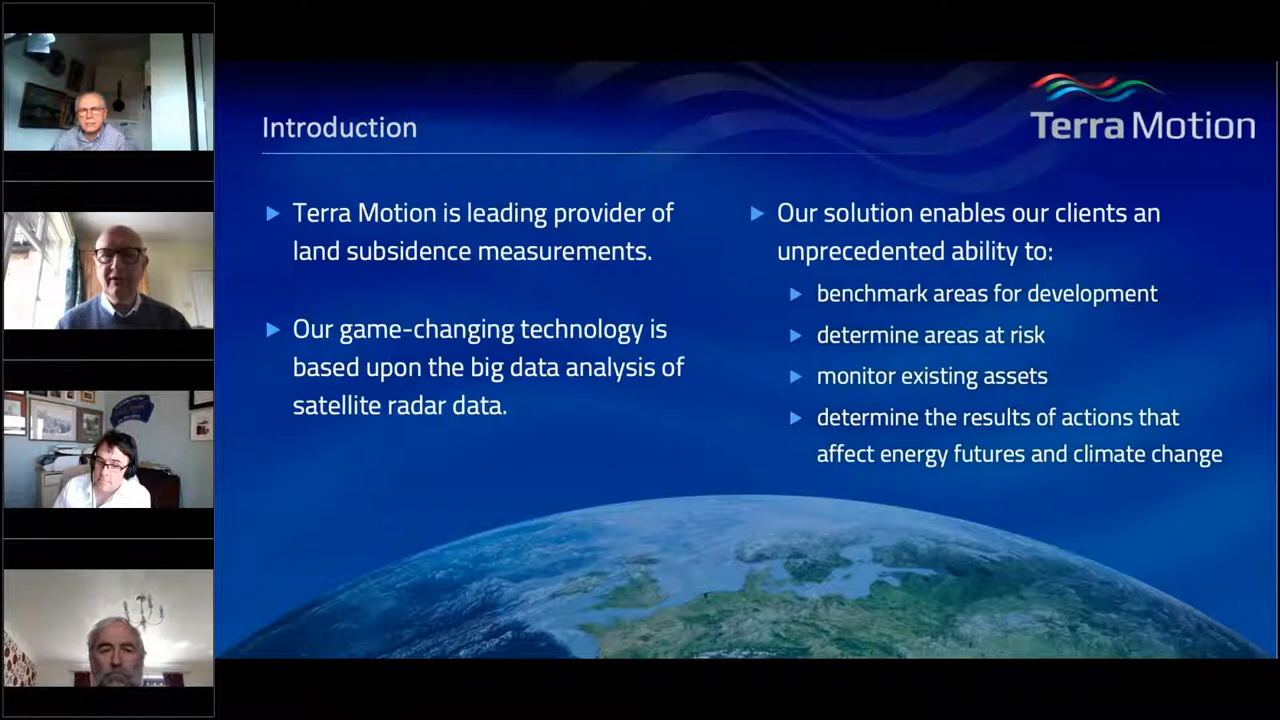 Introduction
Terra Motion
Terra Motion is leading provider of
land subsidence measurements.
Our game-changing technology is
based upon the big data analysis of
satellite radar data.
Our solution enables our clients an
unprecedented ability to:
benchmark areas for development
determine areas at risk
monitor existing assets
determine the results of actions that
affect energy futures and climate change